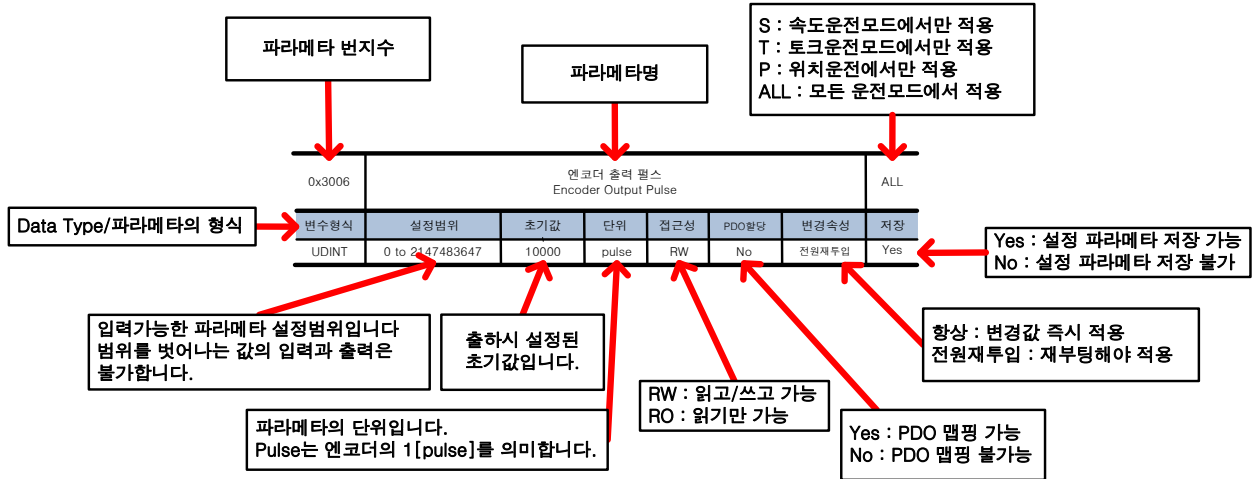 파라메타 번지수
파라메타명
S : 속도운전모드에서만 적용
T : 토크운전모드에서만 적용
P : 위치운전에서만 적용
ALL : 모든 운전모드에서 적용
0x3006
엔코더 출력 펄스
Encoder Output Pulse
ALL
Data Type/파라메타의 형식
변수형식 설정범위 초기값 단위 접근성 PDO할당 변경속성 저장
UDINT 0 to 2147483647 10000 pulse RW No 전원재투입 Yes
Yes : 설정 파라메타 저장 가능
No : 설정 파라메타 저장 불가
입력가능한 파라메타 설정범위입니다
범위를 벗어나는 값의 입력과 출력은
불가합니다.
출하시 설정된
초기값입니다.
항상 : 변경값 즉시 적용
전원재투입 : 재부팅해야 적용
RW : 읽고/쓰고 가능
RO : 읽기만 가능
파라메타의 단위입니다.
Pulse는 엔코더의 1[pulse]를 의미합니다.
Yes : PDO 맵핑 가능
No : PDO 맵핑 불가능